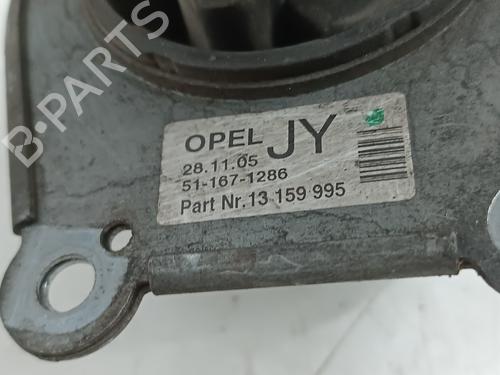 B-PARTS
OPEL JY
28.11.05
51-167-1286
Part Nr.13 159 995